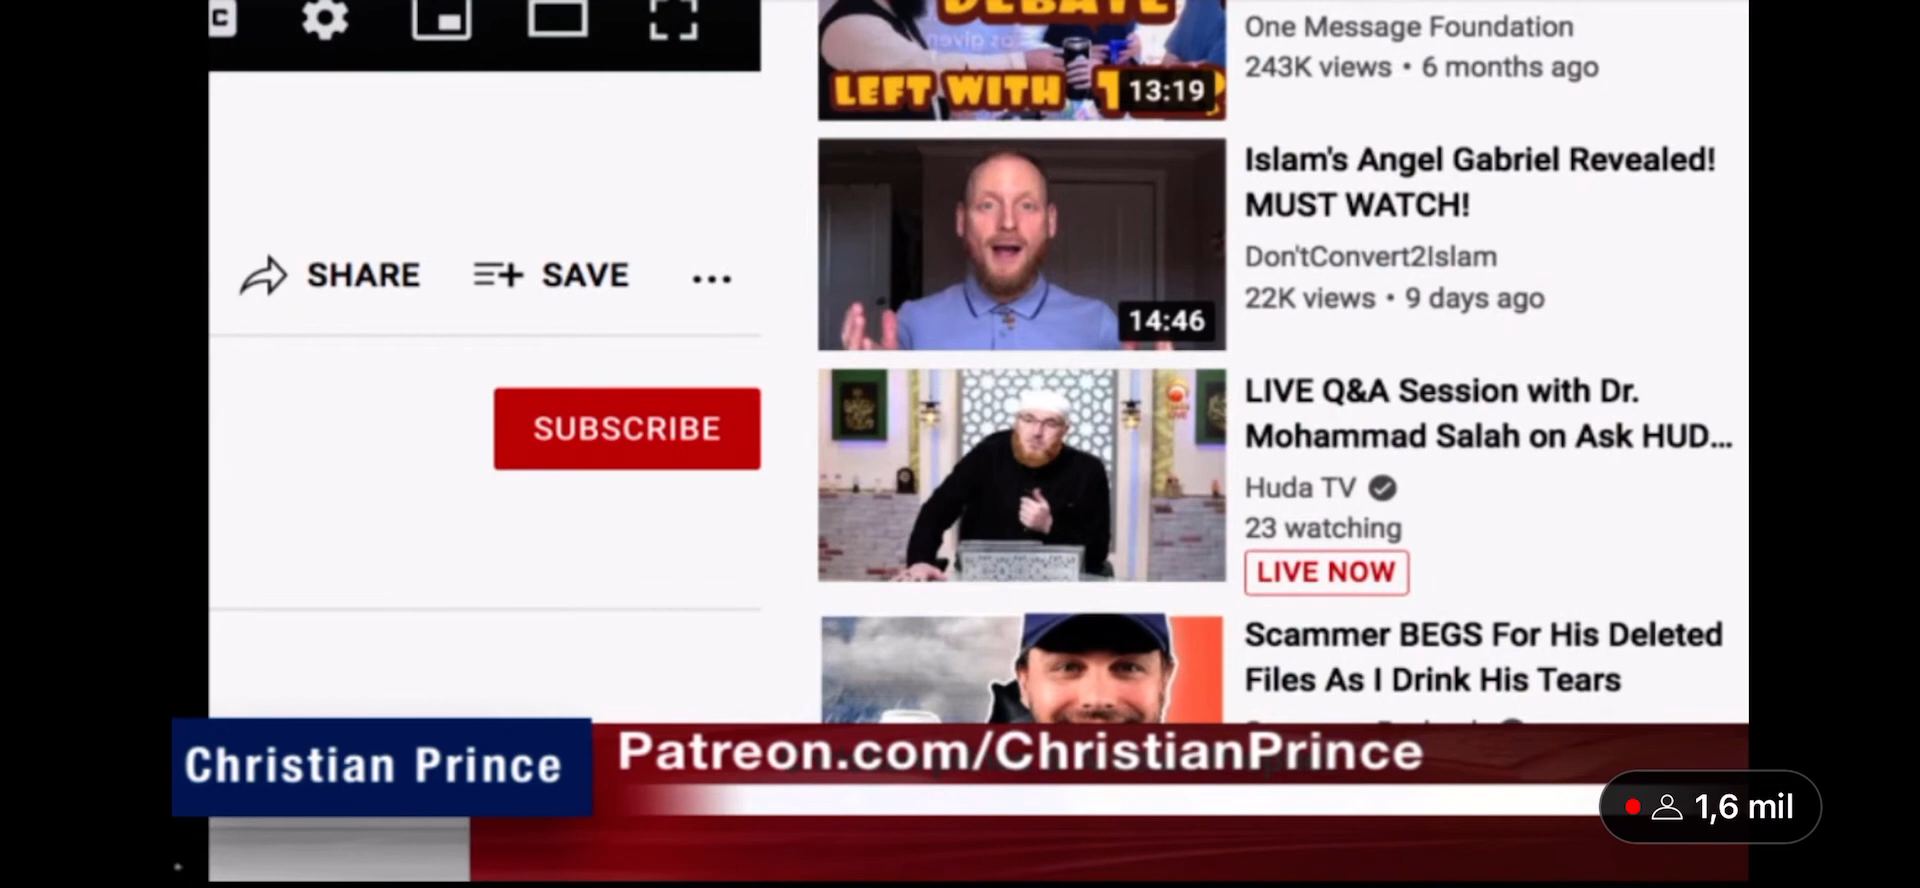 C
SHARE
SAVE
SUBSCRIBE
DEBATE
LEFT WITH
13:19
One Message Foundation
243K views • 6 months ago
14:46
Islam's Angel Gabriel Revealed!
MUST WATCH!
Don'tConvert2Islam
22K views • 9 days ago
LIVE Q&A Session with Dr.
Mohammad Salah on Ask HUD...
Huda TV
23 watching
LIVE NOW
Scammer BEGS For His Deleted
Files As I Drink His Tears
Christian Prince
Patreon.com/ChristianPrince
1,6 mil